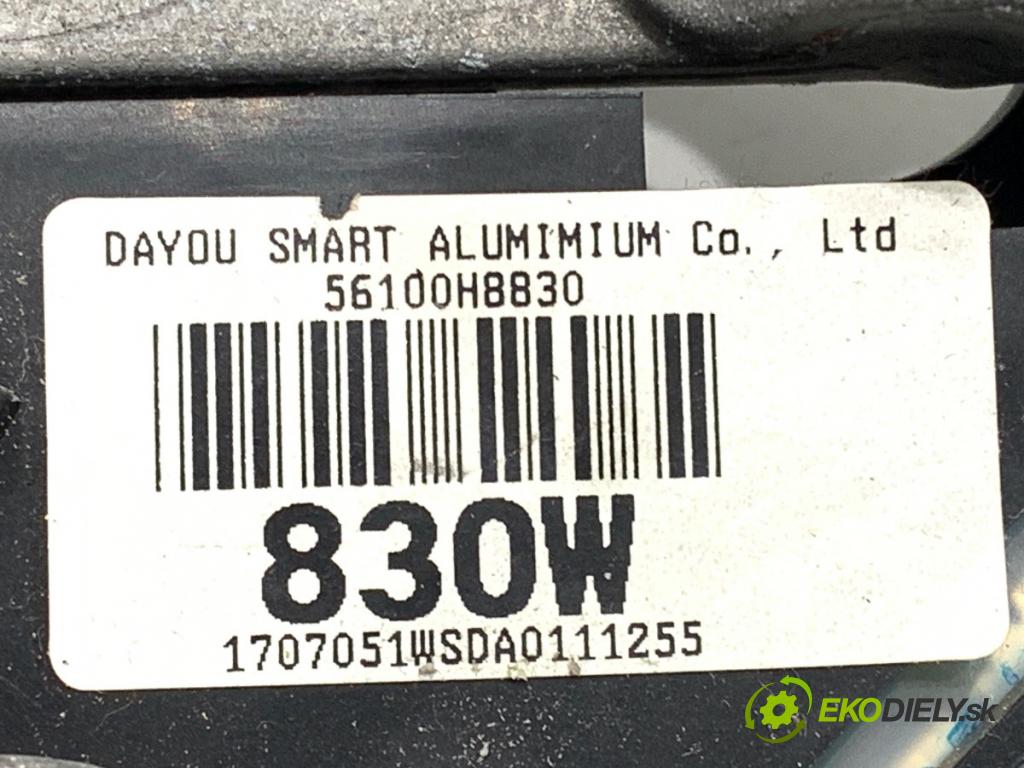 DAYOU SMART ALUMIMIUM Co., Ltd
56100H8830
830W
1707051WSDA0111255
EKODIELY.sk